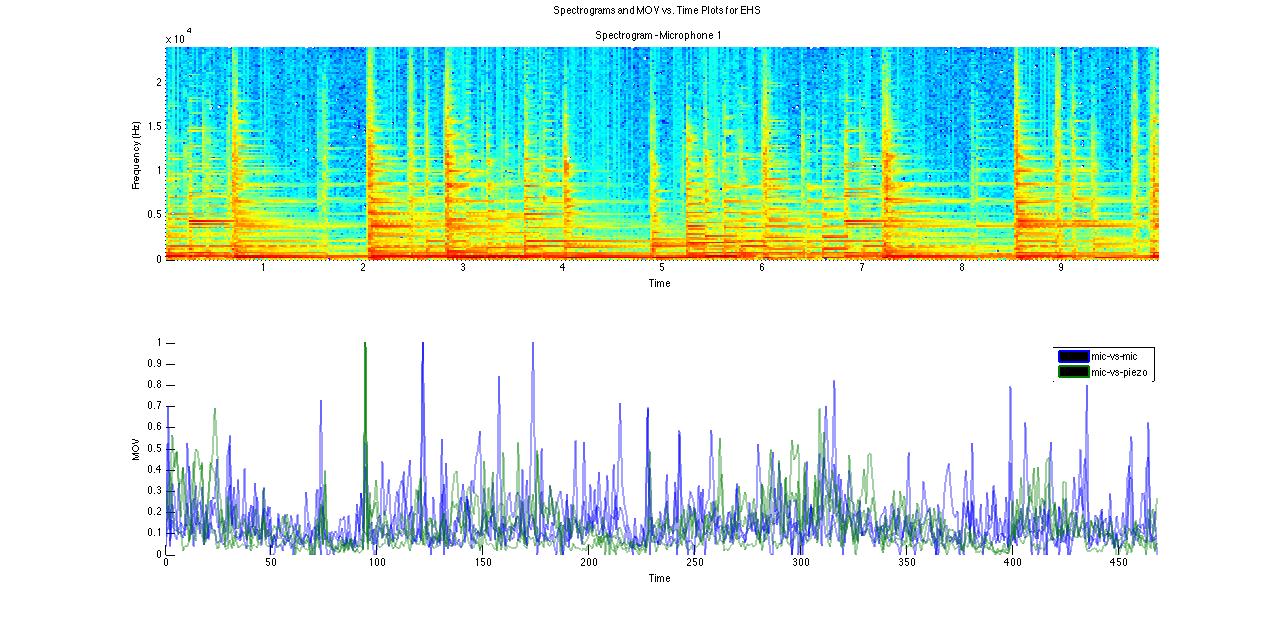 Spectrograms and MOV vs. Time Plots for EHS
Spectrogram - Microphone 1
x 10^4
2
1.5
1
0.5
0
Frequency (Hz)
1 2 3 4 5 6 7 8 9
Time
1
0.9
0.8
0.7
0.6
0.5
0.4
0.3
0.2
0.1
0
MOV
mic-vs-mic
mic-vs-piezo
0 50 100 150 200 250 300 350 400 450
Time